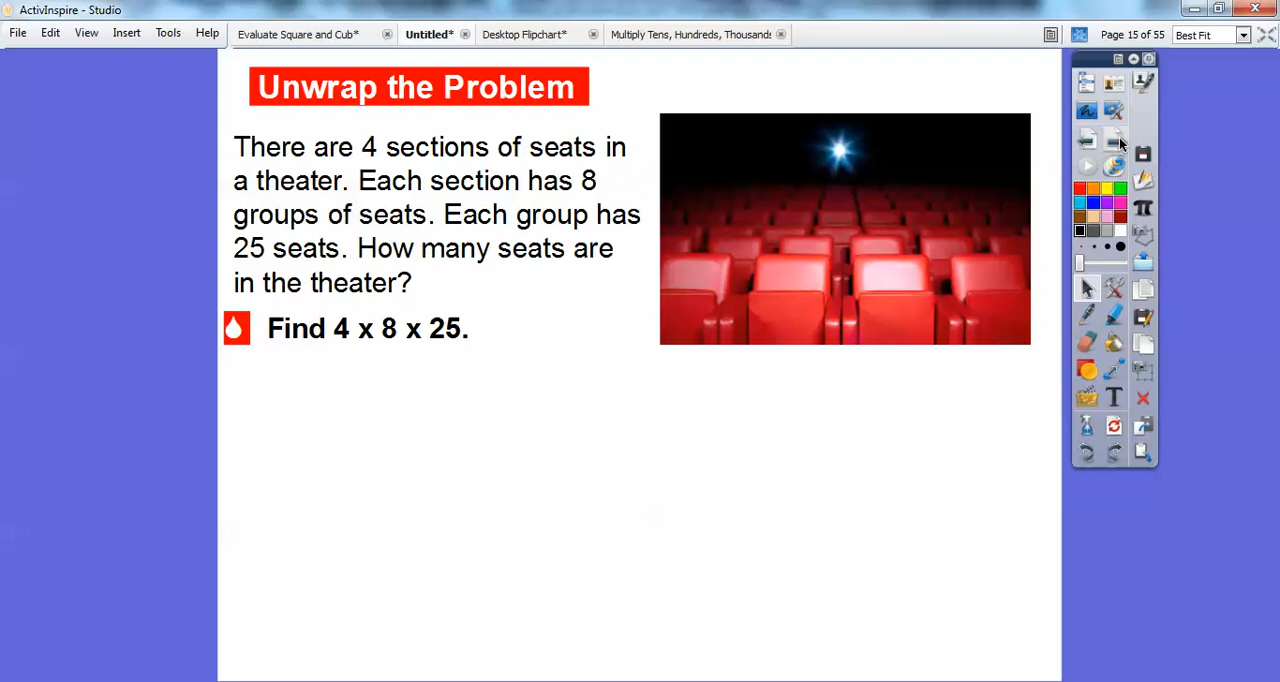 ActivInspire - Studio
File Edit View Insert Tools Help Evaluate Square and Cub* Untitled* Desktop Flipchart* Multiply Tens, Hundreds, Thousands Page 15 of 55 Best Fit
Unwrap the Problem
There are 4 sections of seats in
a theater. Each section has 8
groups of seats. Each group has
25 seats. How many seats are
in the theater?
Find 4 x 8 x 25.